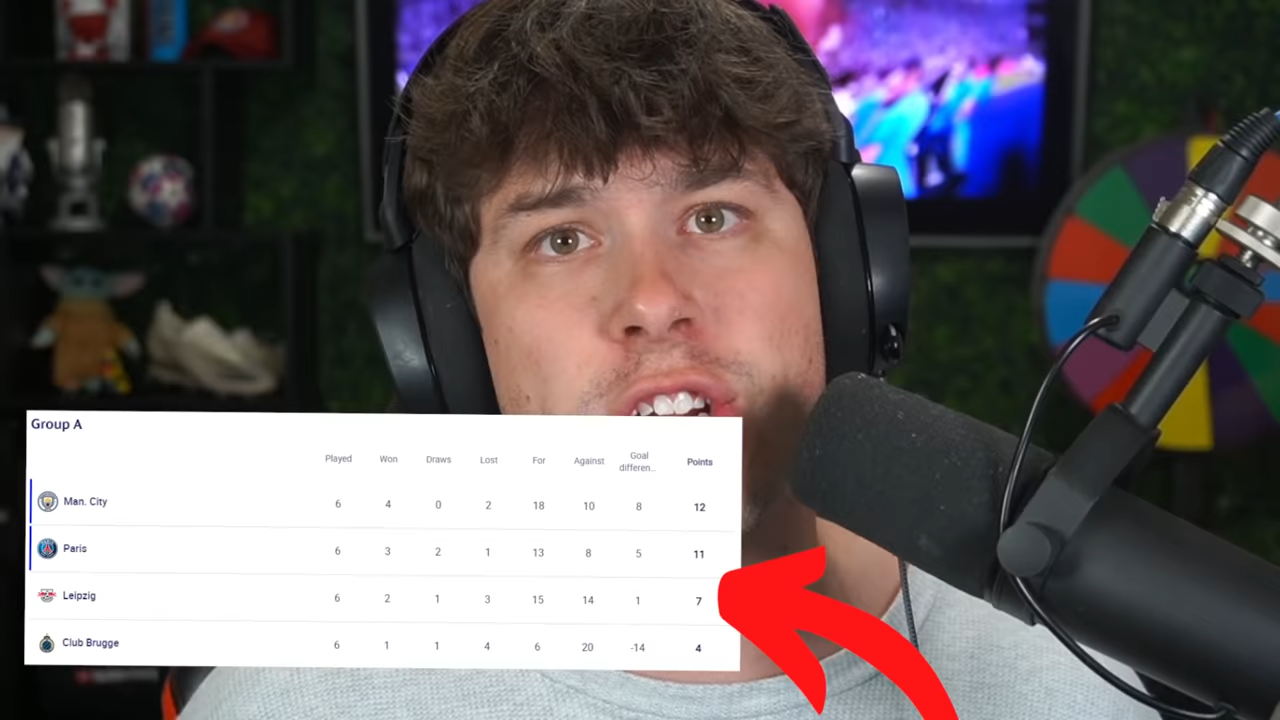 Group A
Played Won Draws Lost For Against Goal differen... Points
Man. City 6 4 0 2 18 10 8 12
Paris 6 3 2 1 13 8 5 11
Leipzig 6 2 1 3 15 14 1 7
Club Brugge 6 1 1 4 6 20 -14 4